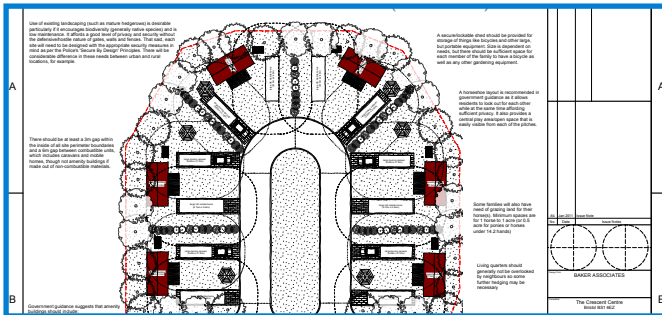 Use of existing landscaping (such as mature hedgerows) is desirable
particularly if it encourages biodiversity (generally native species) and is
low maintenance. It affords a good level of privacy and security without
the defensive/hostile nature of gates, walls and fences. That said, each
site will need to be designed with the appropriate security measures in
mind as per the Police's 'Secure By Design' Principles. There will be
considerable difference in these needs between urban and rural
locations, for example.
A
There should be at least a 3m gap within
the inside of all site perimeter boundaries
and a 6m gap between combustible units,
which includes caravans and mobile
homes, though not amenity buildings if
made out of non-combustible materials.
B
Government guidance suggests that amenity
buildings should include:
A secure/lockable shed should be provided for
storage of things like bicycles and other large,
but portable equipment. Size is dependent on
needs, but there should be sufficient space for
each member of the family to have a bicycle as
well as any other gardening equipment.
A horseshoe layout is recommended in
government guidance as it allows
residents to look out for each other
while at the same time affording
sufficient privacy. It also provides a
central play area/open space that is
easily visible from each of the pitches.
Some families will also have
need of grazing land for their
horse(s). Minimum spaces are
for 1 horse to 1 acre (or 0.5
acre for ponies or horses
under 14.2 hands)
Living quarters should
generally not be overlooked
by neighbours so some
further hedging may be
necessary
A
Jan 2011 Issue Note
No. Date Issue Notes
BAKER ASSOCIATES
The Crescent Centre
Bristol BS1 6EZ
B